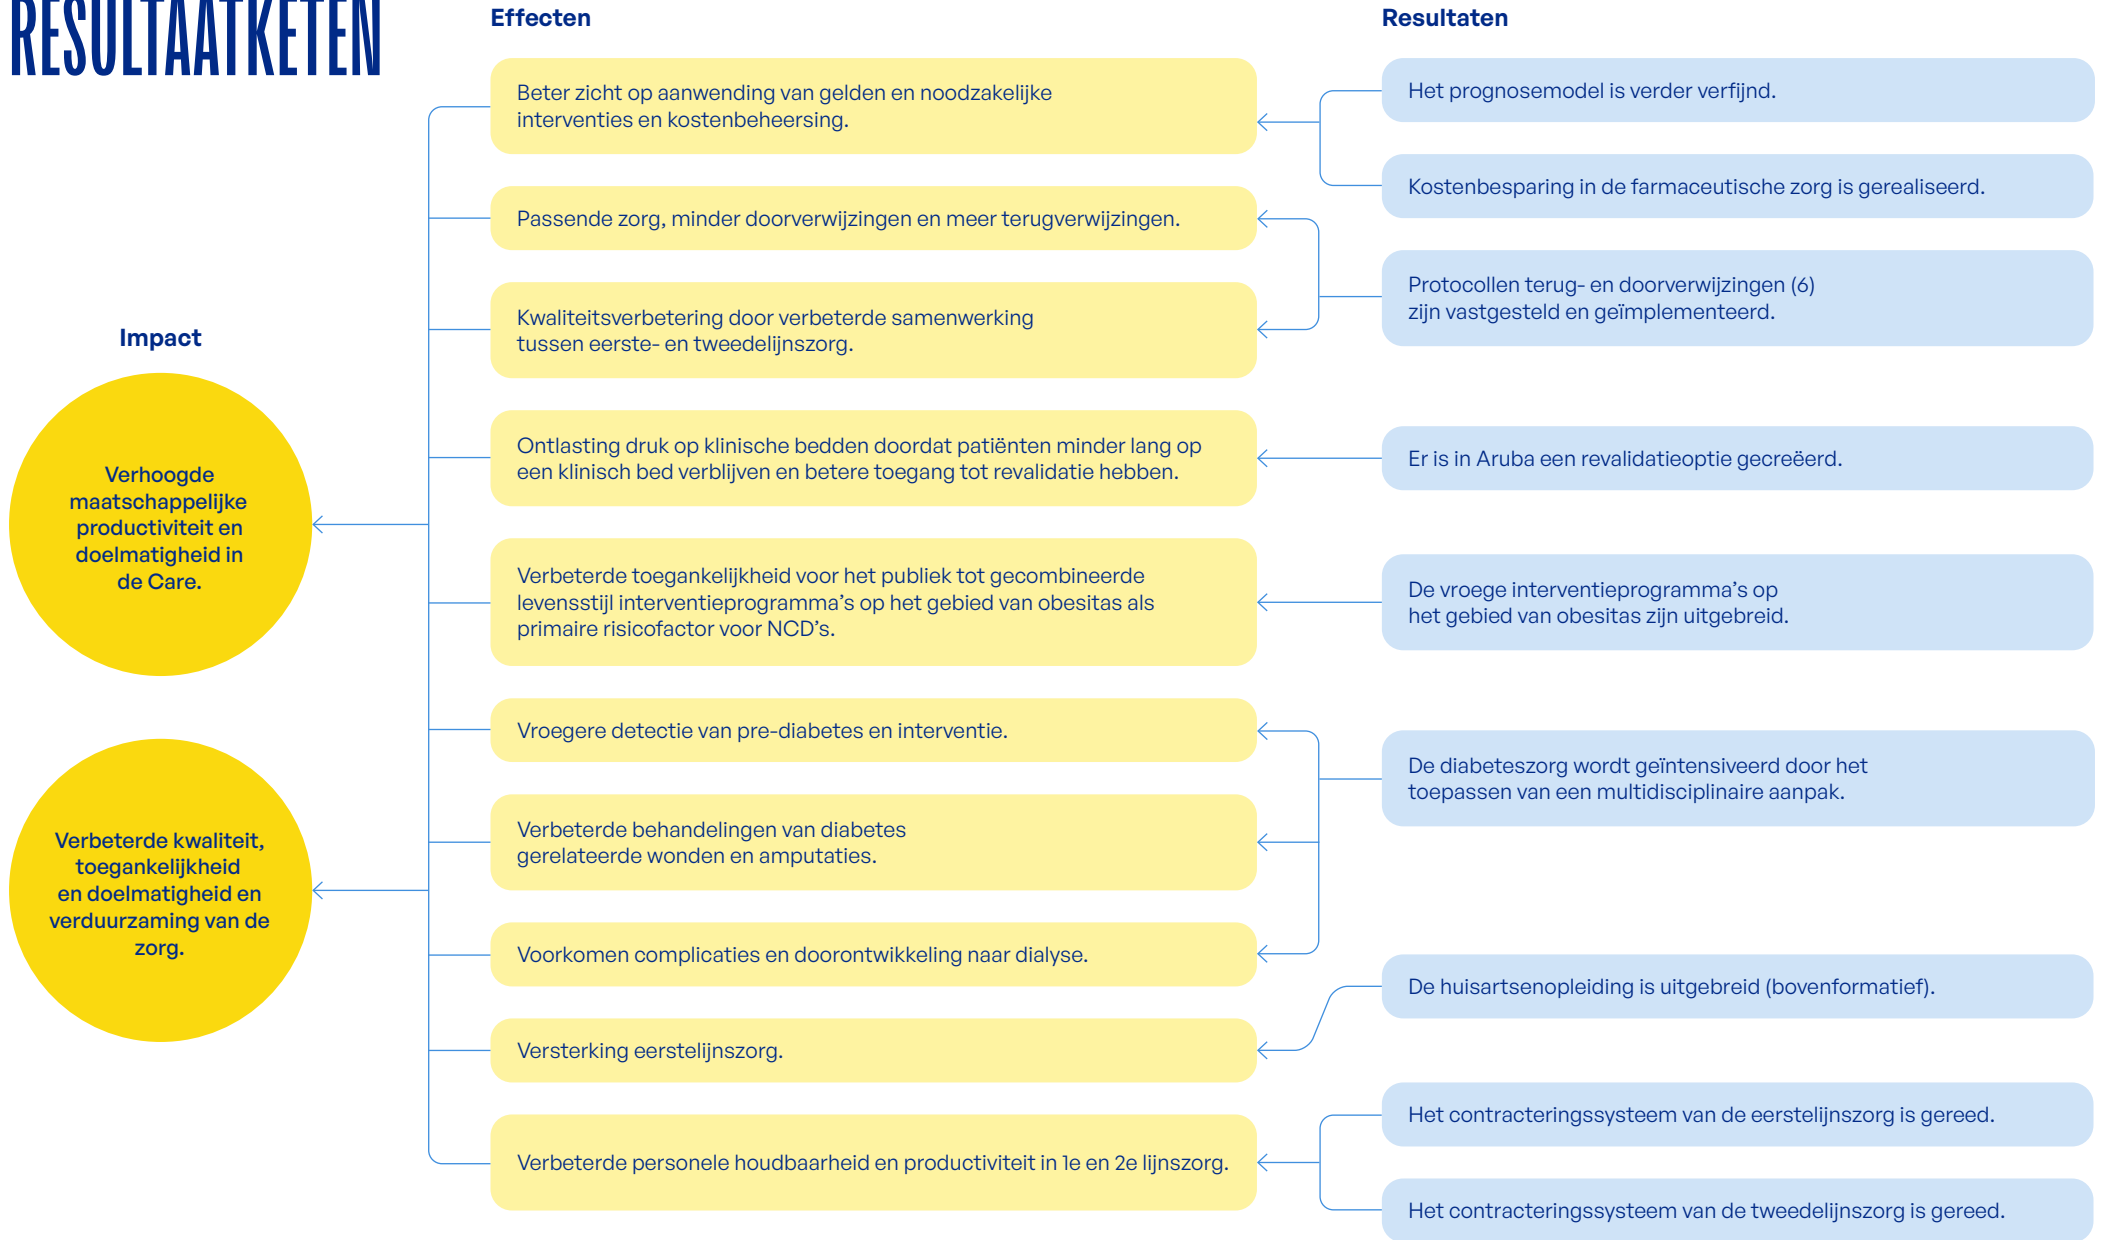 RESULTAATKETEN
Impact
Verhoogde
maatschappelijke
productiviteit en
doelmatigheid in
de Care.
Verbeterde kwaliteit,
toegankelijkheid
en doelmatigheid en
verduurzaming van de
zorg.
Effecten
Beter zicht op aanwending van gelden en noodzakelijke
interventies en kostenbeheersing.
Passende zorg, minder doorverwijzingen en meer terugverwijzingen.
Kwaliteitsverbetering door verbeterde samenwerking
tussen eerste- en tweedelijnszorg.
Ontlasting druk op klinische bedden doordat patiënten minder lang op
een klinisch bed verblijven en betere toegang tot revalidatie hebben.
Verbeterde toegankelijkheid voor het publiek tot gecombineerde
levensstijl interventieprogramma’s op het gebied van obesitas als
primaire risicofactor voor NCD’s.
Vroegere detectie van pre-diabetes en interventie.
Verbeterde behandelingen van diabetes
gerelateerde wonden en amputaties.
Voorkomen complicaties en doorontwikkeling naar dialyse.
Versterking eerstelijnszorg.
Verbeterde personele houdbaarheid en productiviteit in 1e en 2e lijnszorg.
Resultaten
Het prognosemodel is verder verfijnd.
Kostenbesparing in de farmaceutische zorg is gerealiseerd.
Protocollen terug- en doorverwijzingen (6)
zijn vastgesteld en geïmplementeerd.
Er is in Aruba een revalidatieoptie gecreëerd.
De vroege interventieprogramma’s op
het gebied van obesitas zijn uitgebreid.
De diabeteszorg wordt geïntensiveerd door het
toepassen van een multidisciplinaire aanpak.
De huisartsenopleiding is uitgebreid (bovenformatief).
Het contracteringssysteem van de eerstelijnszorg is gereed.
Het contracteringssysteem van de tweedelijnszorg is gereed.